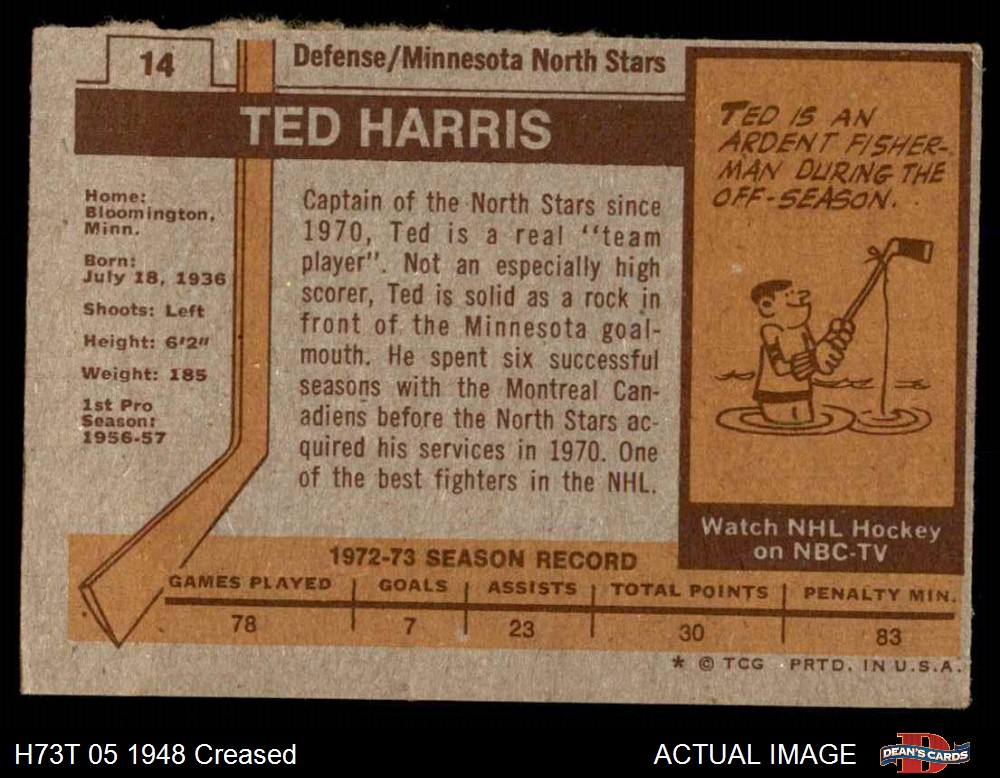 14
Defense/Minnesota North Stars
TED HARRIS
Home:
Bloomington,
Minn.
Born:
July 18, 1936
Shoots: Left
Height: 6'2"
Weight: 185
1st Pro
Season:
1956-57
Captain of the North Stars since
1970, Ted is a real "team
player". Not an especially high
scorer, Ted is solid as a rock in
front of the Minnesota goal-
mouth. He spent six successful
seasons with the Montreal Can-
adiens before the North Stars ac-
quired his services in 1970. One
of the best fighters in the NHL.
TED IS AN
ARDENT FISHER-
MAN DURING THE
OFF-SEASON.
Watch NHL Hockey
on NBC-TV
1972-73 SEASON RECORD
GAMES PLAYED GOALS ASSISTS TOTAL POINTS PENALTY MIN.
78 7 23 30 83
* © TCG PRTD. IN U.S.A.
H73T 05 1948 Creased
ACTUAL IMAGE
D
DEAN'S CARDS